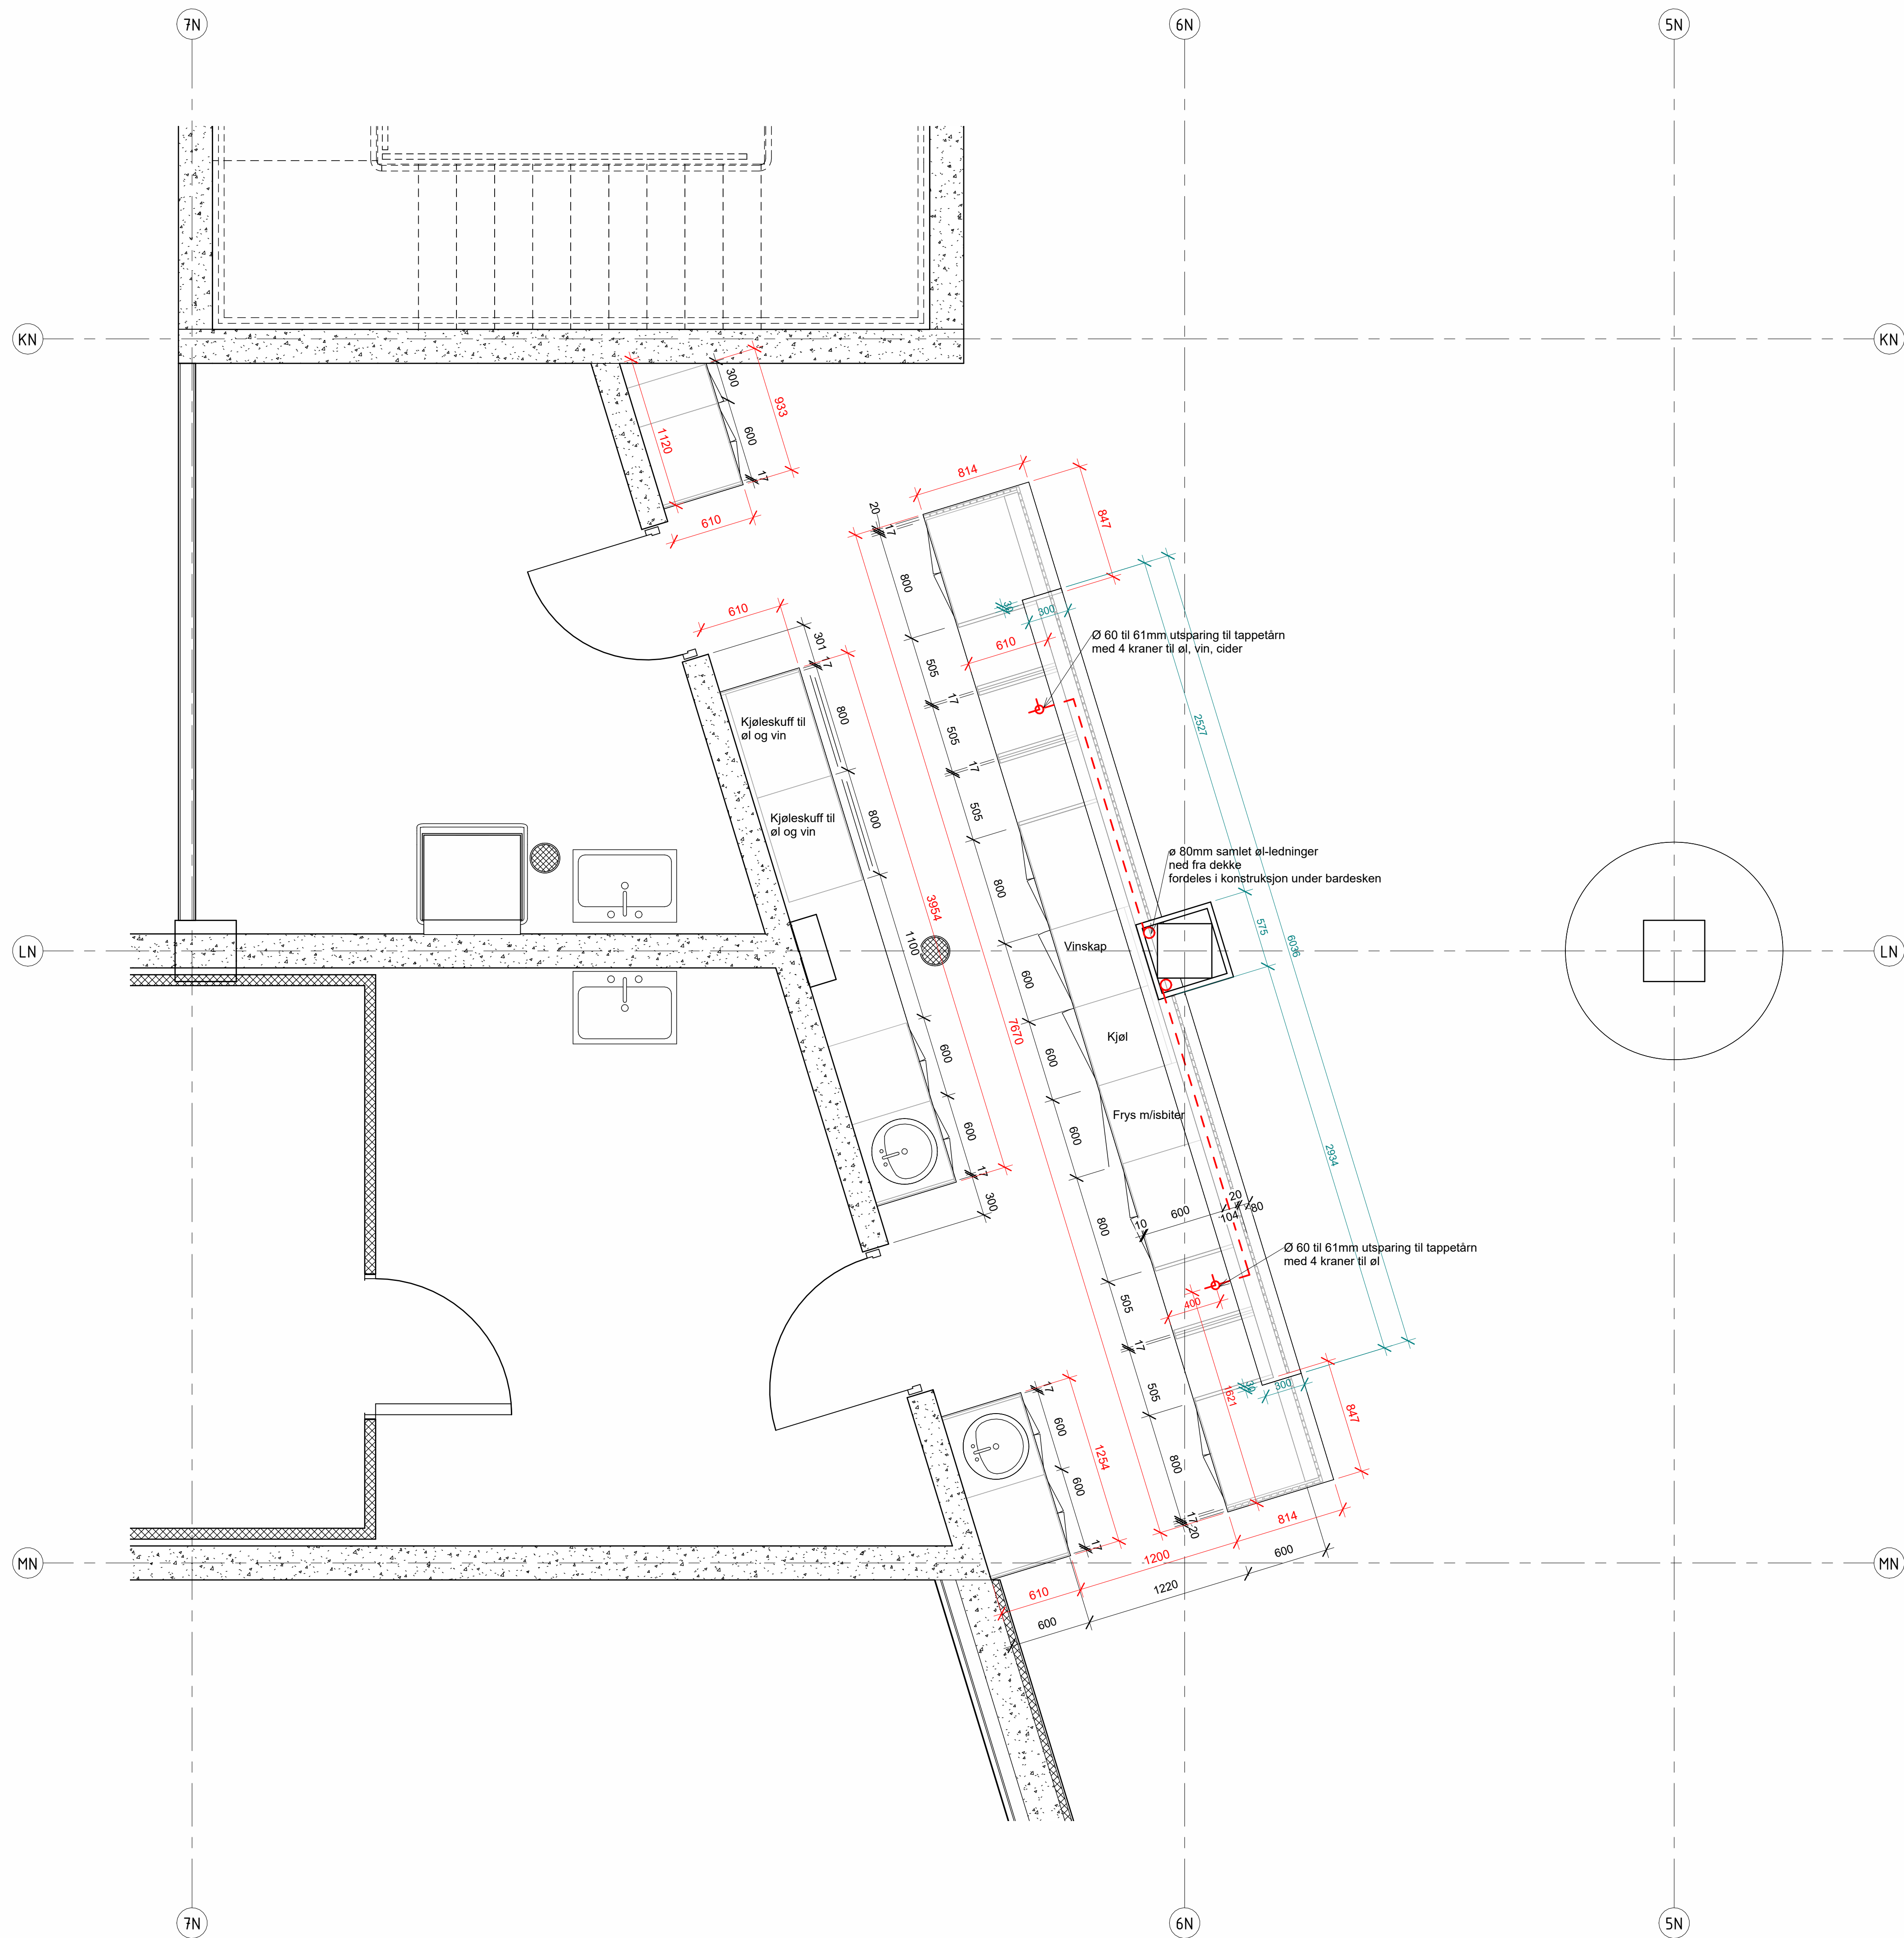 7N
6N
5N
KN
KN
300
933
600
1120
17
610
814
847
20
17
800
30
300
610
Ø 60 til 61mm utsparing til tappetårn
med 4 kraner til øl, vin, cider
610
301
17
505
17
Kjøleskuff til
øl og vin
800
505
2527
17
Kjøleskuff til
øl og vin
800
505
ø 80mm samlet øl-ledninger
ned fra dekke
fordeles i konstruksjon under bardesken
800
3954
575
6036
LN
1100
Vinskap
LN
600
7670
Kjøl
600
600
Frys m/isbiter
600
600
17
300
2934
800
10
600
20
104
80
Ø 60 til 61mm utsparing til tappetårn
med 4 kraner til øl
505
400
17
505
1621
30
300
847
17
600
1254
600
17
800
17
20
814
600
MN
1200
1220
610
600
MN
7N
6N
5N